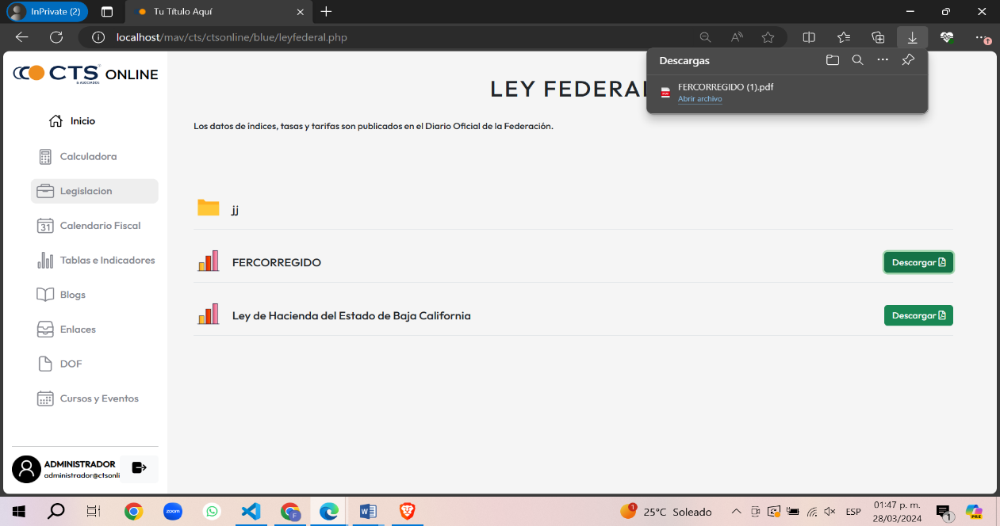 InPrivate (2)
Tu Título Aquí
localhost/mav/cts/ctsonline/blue/leyfederal.php
Descargas
FERCORREGIDO (1).pdf
Abrir archivo
CTS ONLINE
& ASOCIADOS
Inicio
Calculadora
Legislacion
Calendario Fiscal
31
Tablas e Indicadores
Blogs
Enlaces
DOF
Cursos y Eventos
ADMINISTRADOR
administrador@ctsonli
LEY FEDERAL
Los datos de índices, tasas y tarifas son publicados en el Diario Oficial de la Federación.
jj
FERCORREGIDO
Descargar
Ley de Hacienda del Estado de Baja California
Descargar
zoom
F
W
1
25°C Soleado
ESP
01:47 p. m.
28/03/2024
1
PRE